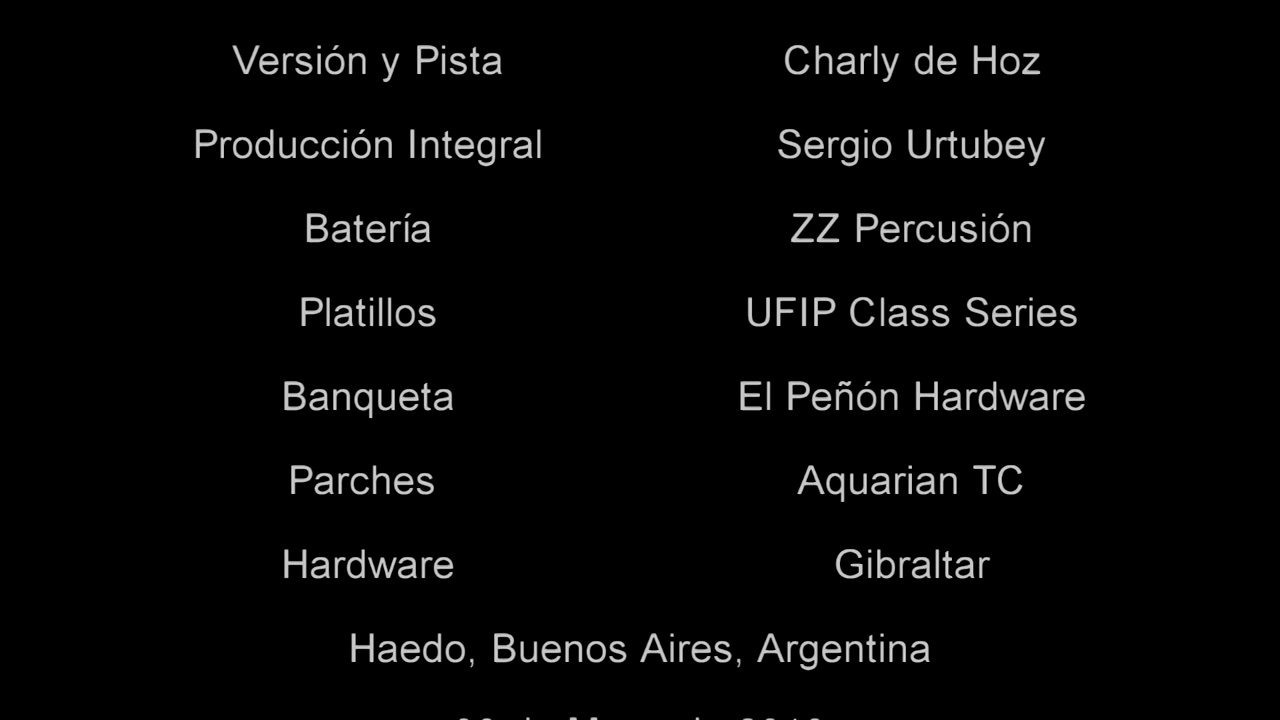 Versión y Pista Charly de Hoz
Producción Integral Sergio Urtubey
Batería ZZ Percusión
Platillos UFIP Class Series
Banqueta El Peñón Hardware
Parches Aquarian TC
Hardware Gibraltar
Haedo, Buenos Aires, Argentina